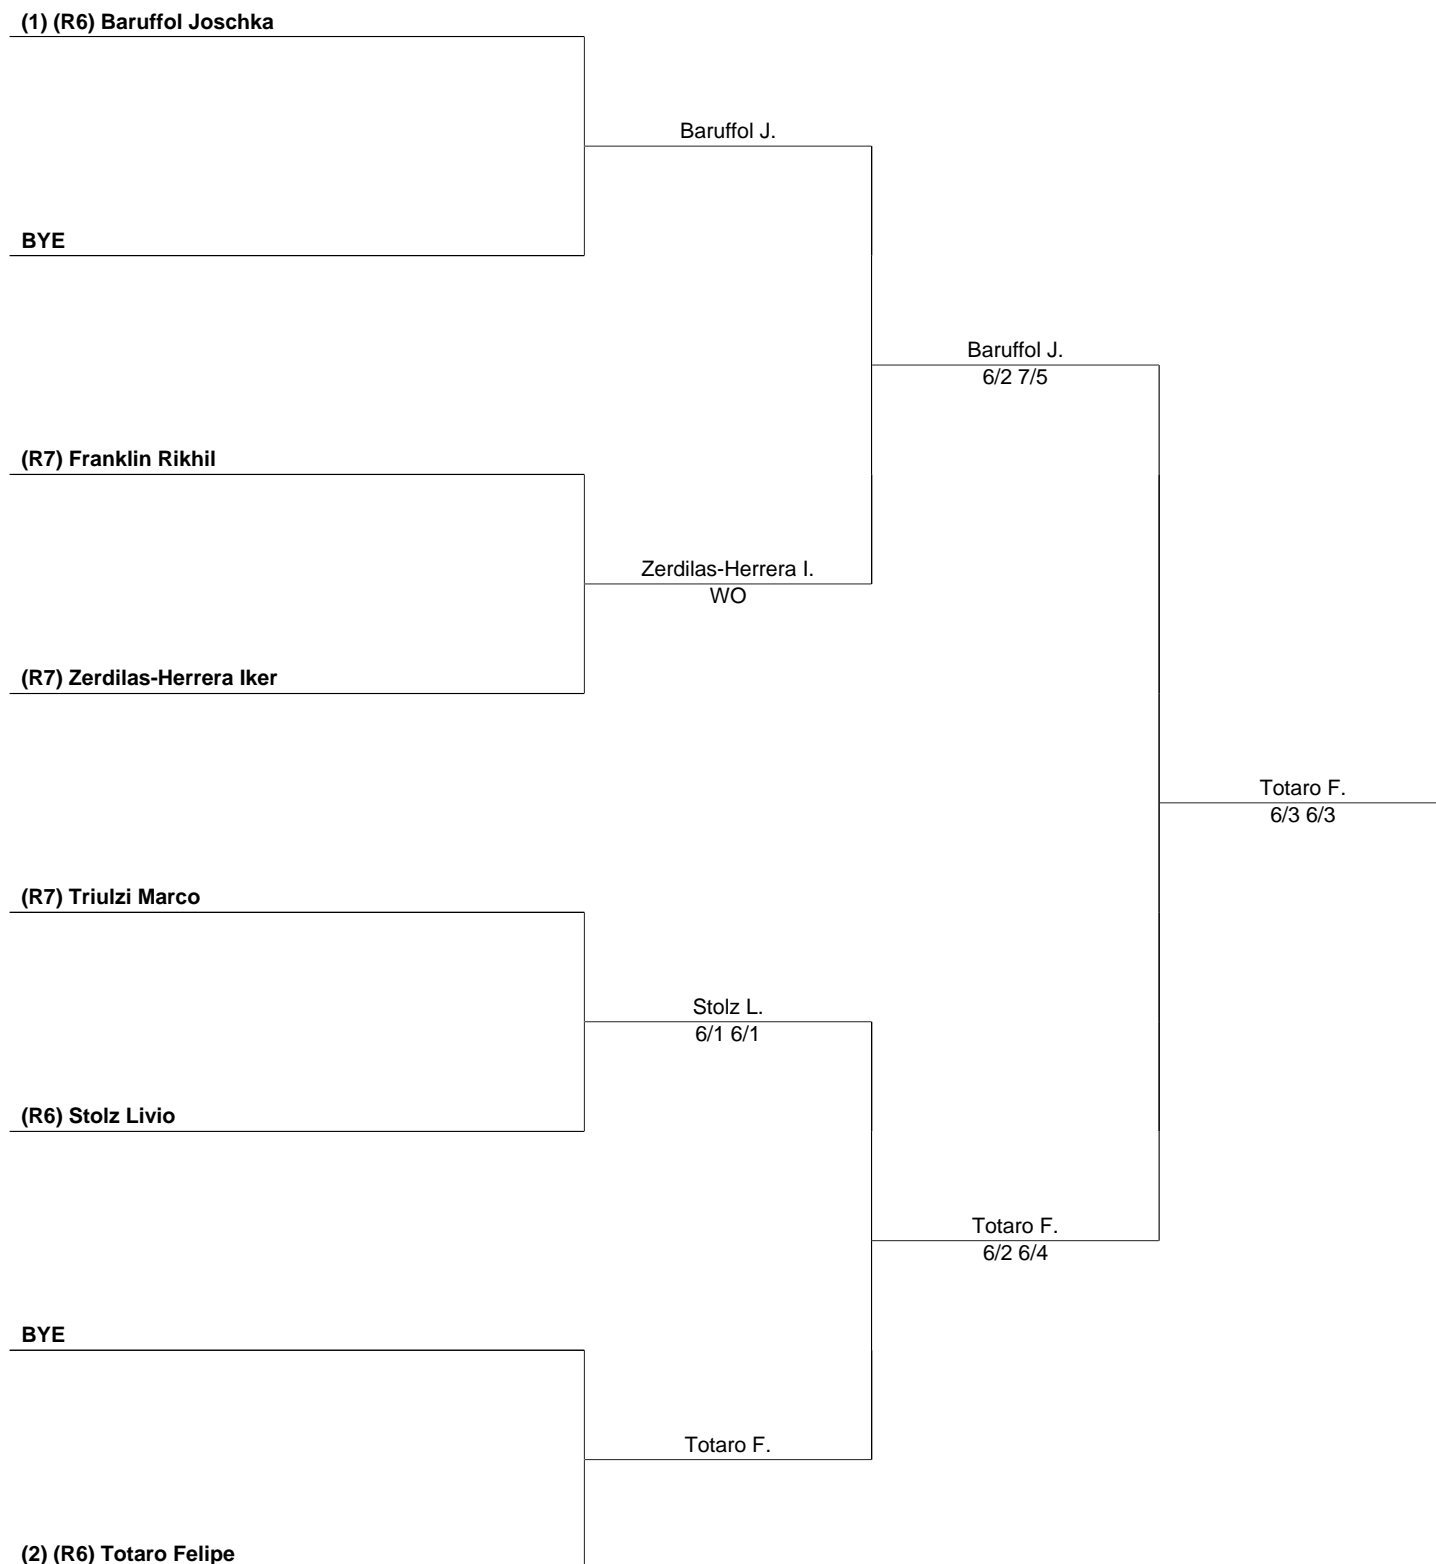 (1) (R6) Baruffol Joschka
Baruffol J.
BYE
Baruffol J.
6/2 7/5
(R7) Franklin Rikhil
Zerdilas-Herrera I.
WO
(R7) Zerdilas-Herrera Iker
Totaro F.
6/3 6/3
(R7) Triulzi Marco
Stolz L.
6/1 6/1
(R6) Stolz Livio
Totaro F.
6/2 6/4
BYE
Totaro F.
(2) (R6) Totaro Felipe